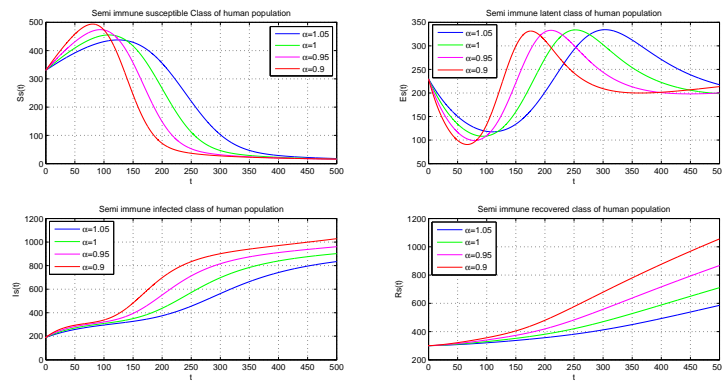 Semi immune susceptible Class of human population
Ss(t)
500
400
300
200
100
0
0 50 100 150 200 250 300 350 400 450 500
t
α=1.05
α=1
α=0.95
α=0.9
Semi immune latent class of human population
Es(t)
350
300
250
200
150
100
50
0 50 100 150 200 250 300 350 400 450 500
t
α=1.05
α=1
α=0.95
α=0.9
Semi immune infected class of human population
Is(t)
1200
1000
800
600
400
200
0
0 50 100 150 200 250 300 350 400 450 500
t
α=1.05
α=1
α=0.95
α=0.9
Semi immune recovered class of human population
Rs(t)
1200
1000
800
600
400
200
0 50 100 150 200 250 300 350 400 450 500
t
α=1.05
α=1
α=0.95
α=0.9